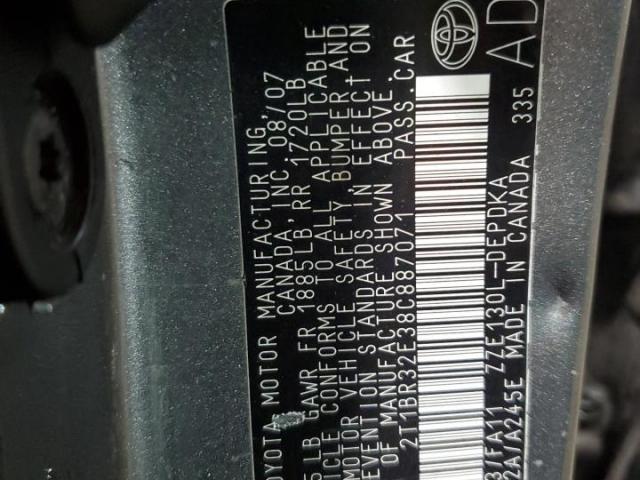 TOYOTA MOTOR MANUFACTURING,
CANADA, INC. 08/07
LB GAWR FR 1885LB, RR 1720LB
CONFORMS TO ALL APPLICABLE
MOTOR VEHICLE SAFETY, BUMPER, AND
STANDARDS IN EFFECT ON
OF MANUFACTURE SHOWN ABOVE.
2T1BR32E38C887071 PASS. CAR
FA11 ZZE130L-DEPDKA
/A245E MADE IN CANADA 335
AD